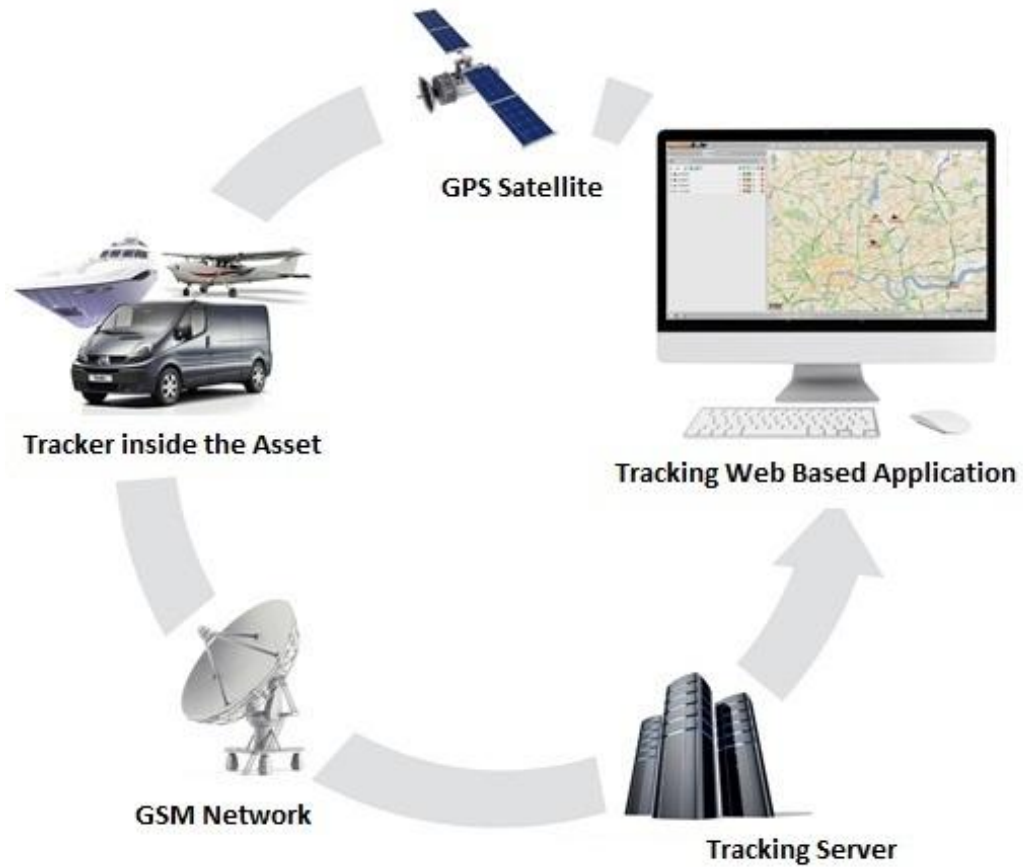 GPS Satellite
Tracker inside the Asset
Tracking Web Based Application
GSM Network
Tracking Server